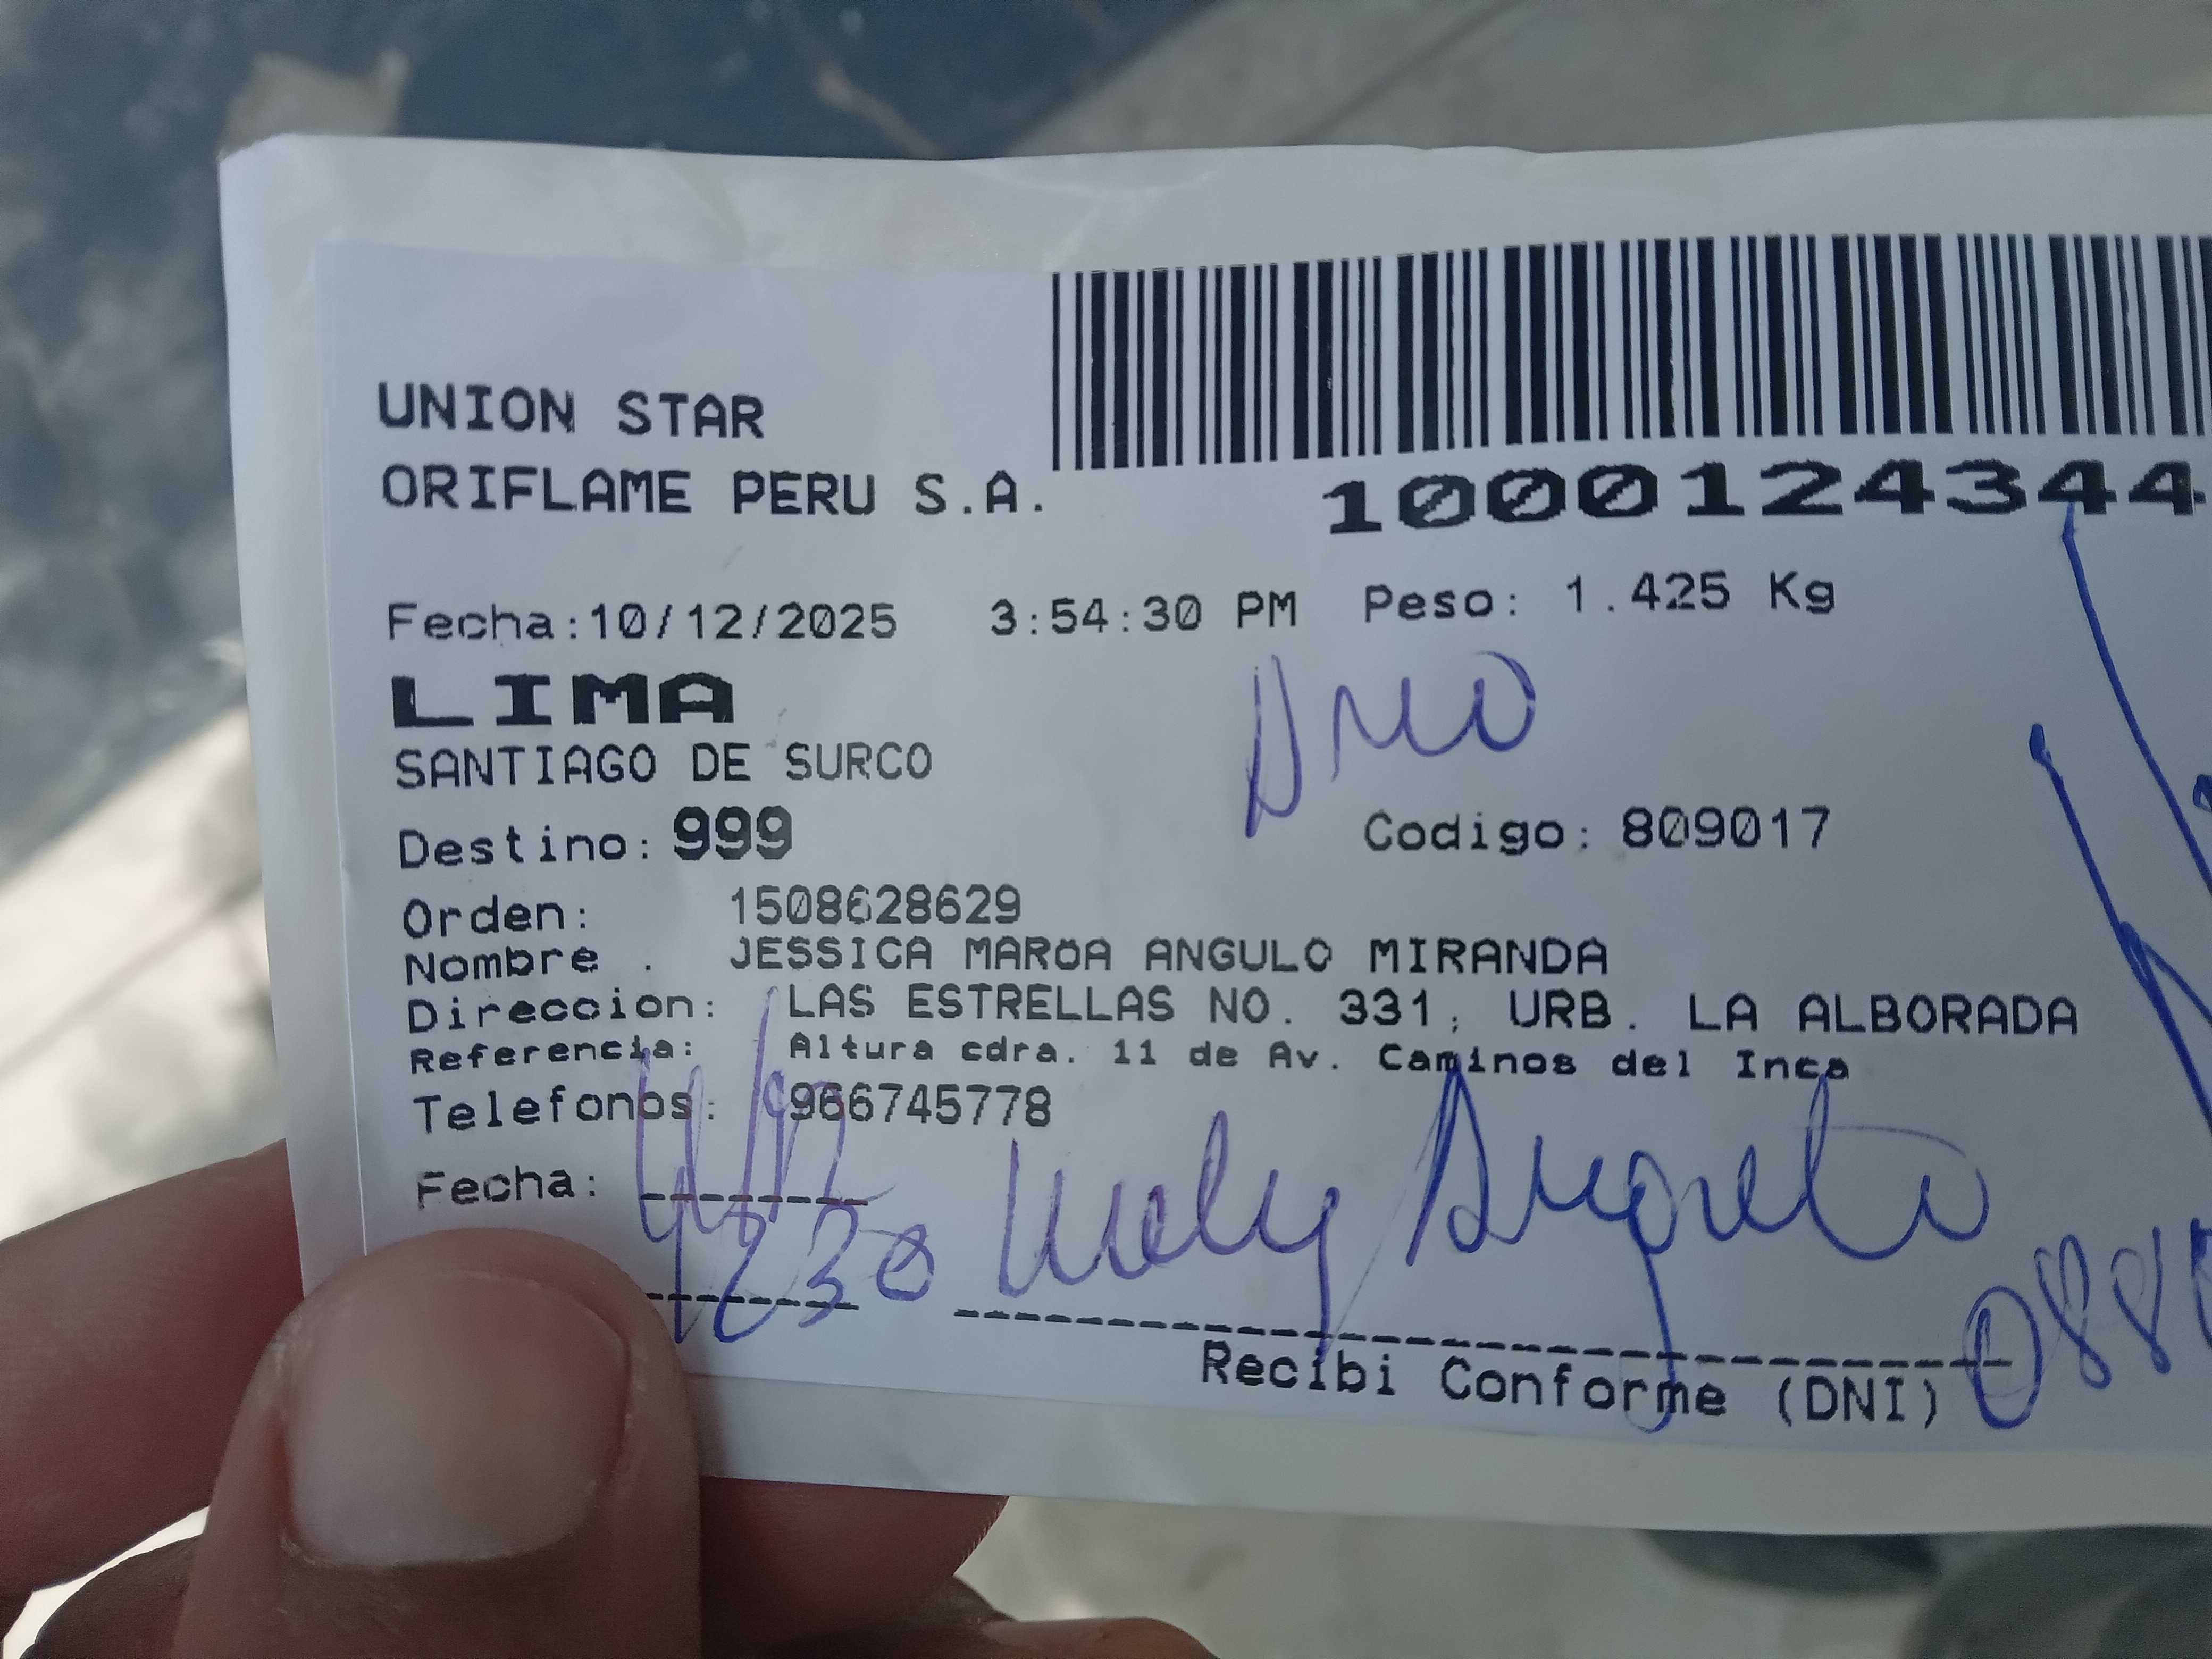 UNION STAR
ORIFLAME PERU S.A.
1000124344
Fecha:10/12/2025 3:54:30 PM Peso: 1.425 Kg
LIMA
SANTIAGO DE SURCO
Destino: 999
Codigo: 809017
Orden: 1508628629
Nombre . JESSICA MAROA ANGULO MIRANDA
Direccion: LAS ESTRELLAS NO. 331, URB. LA ALBORADA
Referencia: Altura cdra. 11 de Av. Caminos del Inca
Telefonos: 966745778
Fecha:
Recibi Conforme (DNI)